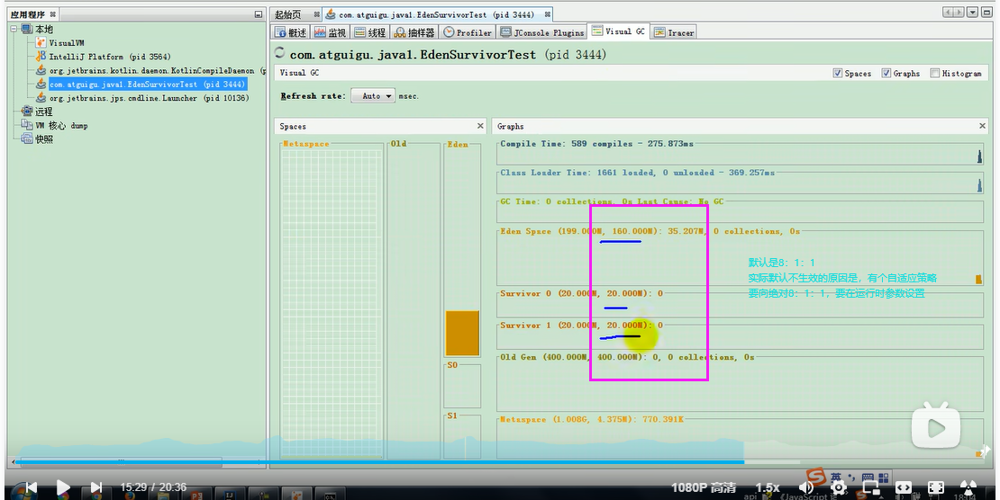 应用程序
起始页
com.atguigu.java1.EdenSurvivorTest (pid 3444)
本地
VisualVM
IntelliJ Platform (pid 3564)
org.jetbrains.kotlin.daemon.KotlinCompileDaemon (p
com.atguigu.java1.EdenSurvivorTest (pid 3444)
org.jetbrains.jps.cmdline.Launcher (pid 10136)
远程
VM 核心 dump
快照
概述 监视 线程 抽样器 Profiler JConsole Plugins Visual GC Tracer
com.atguigu.java1.EdenSurvivorTest (pid 3444)
Visual GC
Spaces Graphs Histogram
Refresh rate: Auto msec.
Spaces
Graphs
Metaspace
Old
Eden
S0
S1
Compile Time: 589 compiles - 275.873ms
Class Loader Time: 1661 loaded, 0 unloaded - 369.257ms
GC Time: 0 collections, 0s Last Cause: No GC
Eden Space (199.000M, 160.000M): 35.207M, 0 collections, 0s
Survivor 0 (20.000M, 20.000M): 0
Survivor 1 (20.000M, 20.000M): 0
Old Gen (400.000M, 400.000M): 0, 0 collections, 0s
Metaspace (1.008G, 4.375M): 770.391K
默认是8：1：1
实际默认不生效的原因是，有个自适应策略
要向绝对8：1：1，要在运行时参数设置
英
15:29 / 20:36
1080P 高清
1.5x
api
(JavaScript
18:04